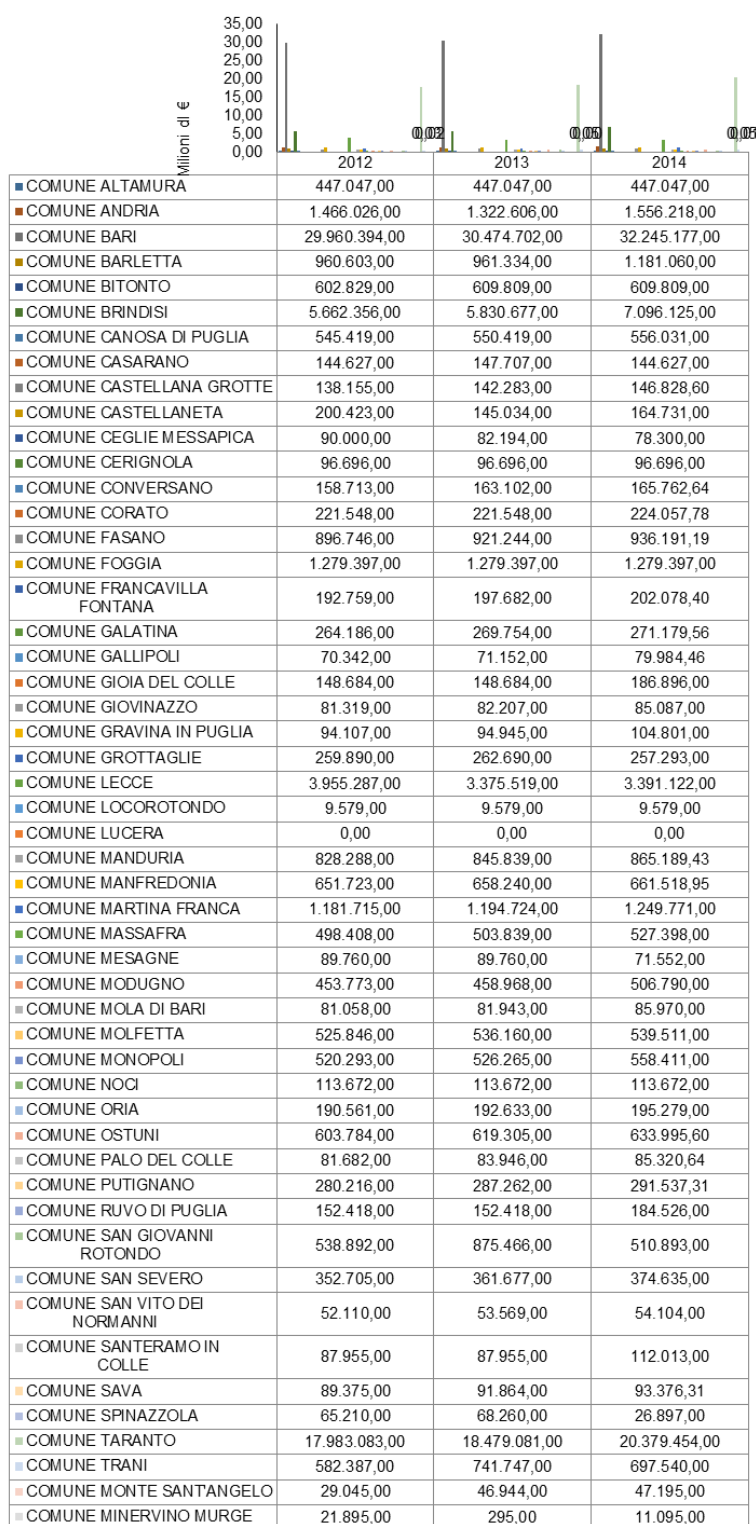 35,00
30,00
25,00
20,00
15,00
10,00
5,00
0,00
Milioni di €
2012 2013 2014
COMUNE ALTAMURA 447.047,00 447.047,00 447.047,00
COMUNE ANDRIA 1.466.026,00 1.322.606,00 1.556.218,00
COMUNE BARI 29.960.394,00 30.474.702,00 32.245.177,00
COMUNE BARLETTA 960.603,00 961.334,00 1.181.060,00
COMUNE BITONTO 602.829,00 609.809,00 609.809,00
COMUNE BRINDISI 5.662.356,00 5.830.677,00 7.096.125,00
COMUNE CANOSA DI PUGLIA 545.419,00 550.419,00 556.031,00
COMUNE CASARANO 144.627,00 147.707,00 144.627,00
COMUNE CASTELLANA GROTTE 138.155,00 142.283,00 146.828,60
COMUNE CASTELLANETA 200.423,00 145.034,00 164.731,00
COMUNE CEGLIE MESSAPICA 90.000,00 82.194,00 78.300,00
COMUNE CERIGNOLA 96.696,00 96.696,00 96.696,00
COMUNE CONVERSANO 158.713,00 163.102,00 165.762,64
COMUNE CORATO 221.548,00 221.548,00 224.057,78
COMUNE FASANO 896.746,00 921.244,00 936.191,19
COMUNE FOGGIA 1.279.397,00 1.279.397,00 1.279.397,00
COMUNE FRANCAVILLA
FONTANA 192.759,00 197.682,00 202.078,40
COMUNE GALATINA 264.186,00 269.754,00 271.179,56
COMUNE GALLIPOLI 70.342,00 71.152,00 79.984,46
COMUNE GIOIA DEL COLLE 148.684,00 148.684,00 186.896,00
COMUNE GIOVINAZZO 81.319,00 82.207,00 85.087,00
COMUNE GRAVINA IN PUGLIA 94.107,00 94.945,00 104.801,00
COMUNE GROTTAGLIE 259.890,00 262.690,00 257.293,00
COMUNE LECCE 3.955.287,00 3.375.519,00 3.391.122,00
COMUNE LOCOROTONDO 9.579,00 9.579,00 9.579,00
COMUNE LUCERA 0,00 0,00 0,00
COMUNE MANDURIA 828.288,00 845.839,00 865.189,43
COMUNE MANFREDONIA 651.723,00 658.240,00 661.518,95
COMUNE MARTINA FRANCA 1.181.715,00 1.194.724,00 1.249.771,00
COMUNE MASSAFRA 498.408,00 503.839,00 527.398,00
COMUNE MESAGNE 89.760,00 89.760,00 71.552,00
COMUNE MODUGNO 453.773,00 458.968,00 506.790,00
COMUNE MOLA DI BARI 81.058,00 81.943,00 85.970,00
COMUNE MOLFETTA 525.846,00 536.160,00 539.511,00
COMUNE MONOPOLI 520.293,00 526.265,00 558.411,00
COMUNE NOCI 113.672,00 113.672,00 113.672,00
COMUNE ORIA 190.561,00 192.633,00 195.279,00
COMUNE OSTUNI 603.784,00 619.305,00 633.995,60
COMUNE PALO DEL COLLE 81.682,00 83.946,00 85.320,64
COMUNE PUTIGNANO 280.216,00 287.262,00 291.537,31
COMUNE RUVO DI PUGLIA 152.418,00 152.418,00 184.526,00
COMUNE SAN GIOVANNI
ROTONDO 538.892,00 875.466,00 510.893,00
COMUNE SAN SEVERO 352.705,00 361.677,00 374.635,00
COMUNE SAN VITO DEI
NORMANNI 52.110,00 53.569,00 54.104,00
COMUNE SANTERAMO IN
COLLE 87.955,00 87.955,00 112.013,00
COMUNE SAVA 89.375,00 91.864,00 93.376,31
COMUNE SPINAZZOLA 65.210,00 68.260,00 26.897,00
COMUNE TARANTO 17.983.083,00 18.479.081,00 20.379.454,00
COMUNE TRANI 582.387,00 741.747,00 697.540,00
COMUNE MONTE SANT'ANGELO 29.045,00 46.944,00 47.195,00
COMUNE MINERVINO MURGE 21.895,00 295,00 11.095,00